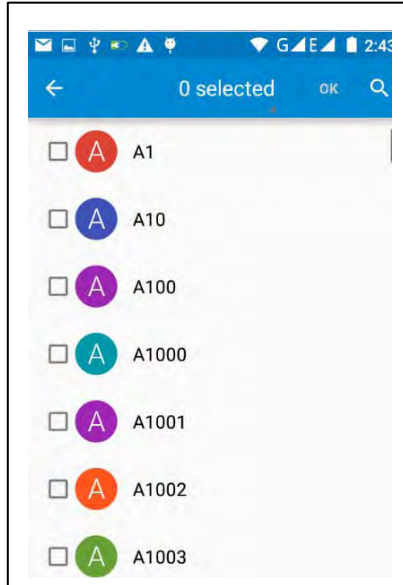 G E 2:43
0 selected OK
A A1
A A10
A A100
A A1000
A A1001
A A1002
A A1003